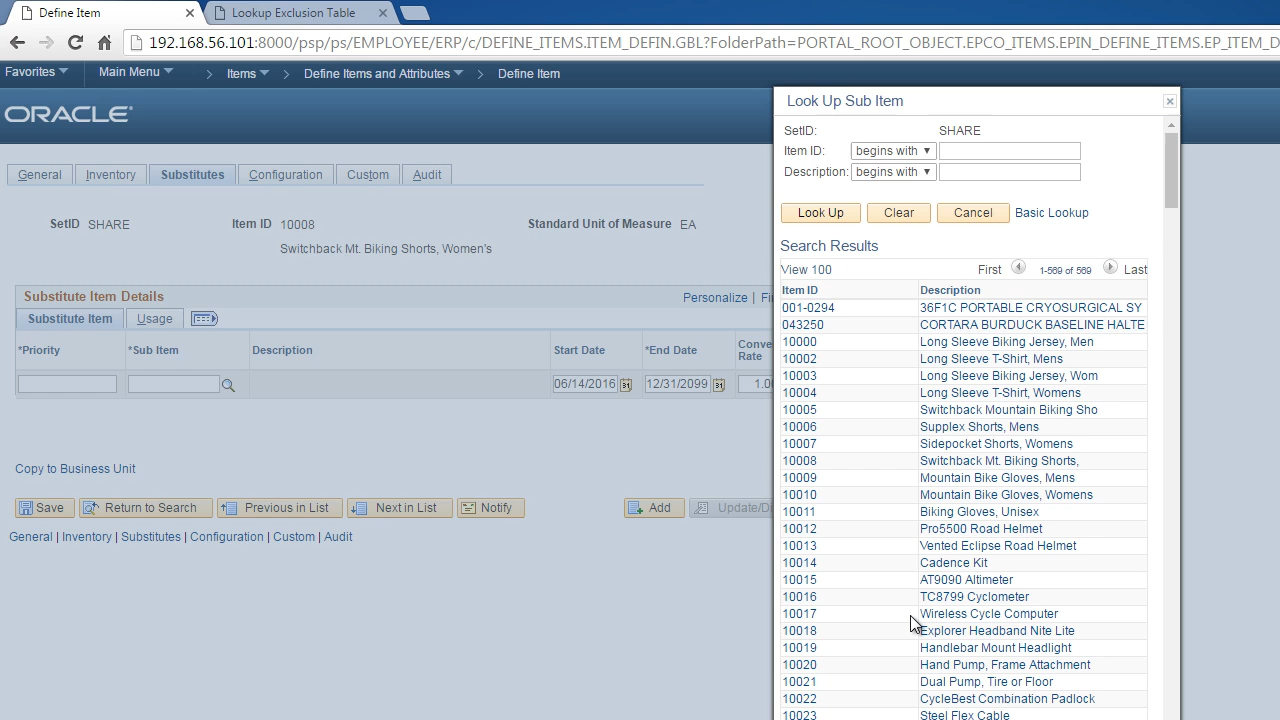 Define Item
Lookup Exclusion Table
192.168.56.101:8000/psp/ps/EMPLOYEE/ERP/c/DEFINE_ITEMS.ITEM_DEFIN.GBL?FolderPath=PORTAL_ROOT_OBJECT.EPCO_ITEMS.EPIN_DEFINE_ITEMS.EP_ITEM_D
Favorites Main Menu > Items > Define Items and Attributes > Define Item
ORACLE
General Inventory Substitutes Configuration Custom Audit
SetID SHARE Item ID 10008 Standard Unit of Measure EA
Switchback Mt. Biking Shorts, Women's
Substitute Item Details Personalize | Fi
Substitute Item Usage
*Priority *Sub Item Description Start Date *End Date Conve
Rate
06/14/2016 12/31/2099 1.0
Copy to Business Unit
Save Return to Search Previous in List Next in List Notify Add Update/Di
General | Inventory | Substitutes | Configuration | Custom | Audit
Look Up Sub Item
SetID: SHARE
Item ID: begins with
Description: begins with
Look Up Clear Cancel Basic Lookup
Search Results
View 100 First 1-569 of 569 Last
Item ID Description
001-0294 36F1C PORTABLE CRYOSURGICAL SY
043250 CORTARA BURDUCK BASELINE HALTE
10000 Long Sleeve Biking Jersey, Men
10002 Long Sleeve T-Shirt, Mens
10003 Long Sleeve Biking Jersey, Wom
10004 Long Sleeve T-Shirt, Womens
10005 Switchback Mountain Biking Sho
10006 Supplex Shorts, Mens
10007 Sidepocket Shorts, Womens
10008 Switchback Mt. Biking Shorts,
10009 Mountain Bike Gloves, Mens
10010 Mountain Bike Gloves, Womens
10011 Biking Gloves, Unisex
10012 Pro5500 Road Helmet
10013 Vented Eclipse Road Helmet
10014 Cadence Kit
10015 AT9090 Altimeter
10016 TC8799 Cyclometer
10017 Wireless Cycle Computer
10018 Explorer Headband Nite Lite
10019 Handlebar Mount Headlight
10020 Hand Pump, Frame Attachment
10021 Dual Pump, Tire or Floor
10022 CycleBest Combination Padlock
10023 Steel Flex Cable